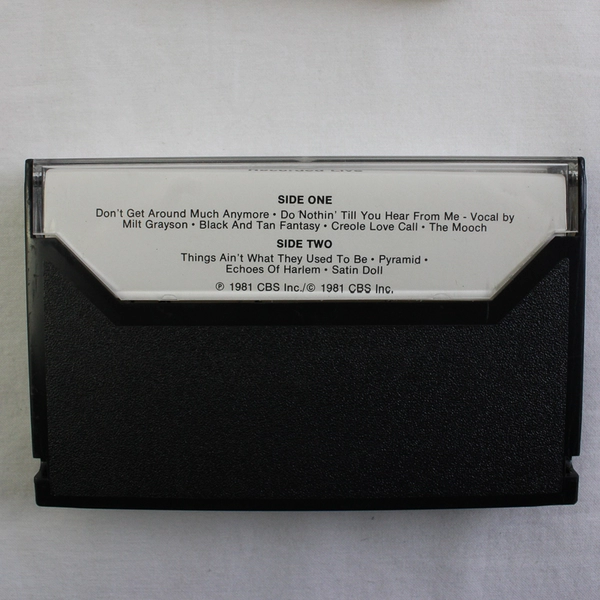 Recorded Live
SIDE ONE
Don't Get Around Much Anymore • Do Nothin' Till You Hear From Me - Vocal by
Milt Grayson • Black And Tan Fantasy • Creole Love Call • The Mooch
SIDE TWO
Things Ain't What They Used To Be • Pyramid •
Echoes Of Harlem • Satin Doll
℗ 1981 CBS Inc./© 1981 CBS Inc.